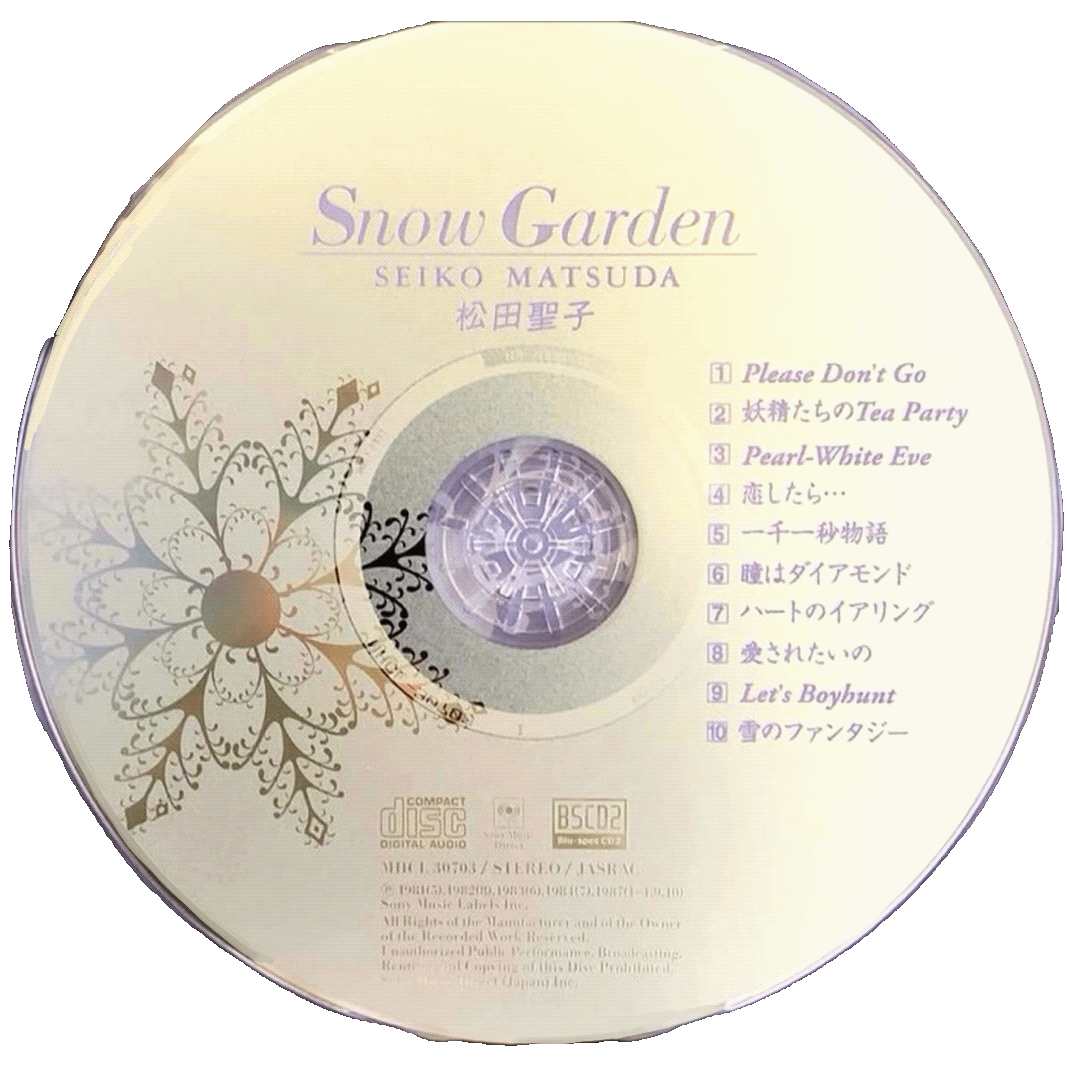 Snow Garden
SEIKO MATSUDA
松田聖子
1 Please Don't Go
2 妖精たちのTea Party
3 Pearl-White Eve
4 恋したら…
5 一千一秒物語
6 瞳はダイアモンド
7 ハートのイアリング
8 愛されたいの
9 Let's Boyhunt
10 雪のファンタジー
COMPACT
disc
DIGITAL AUDIO
BSCD2
Blu-spec CD2
MHCL 30703 / STEREO / JASRAC
℗ 1981(5),1982(8),1983(6),1984(7),1987(1-4,9,10)
Sony Music Labels Inc.
All Rights of the Manufacturer and of the Owner
of the Recorded Work Reserved.
Unauthorized Public Performance, Broadcasting,
Copying of this Disc Prohibited.
(Japan) Inc.